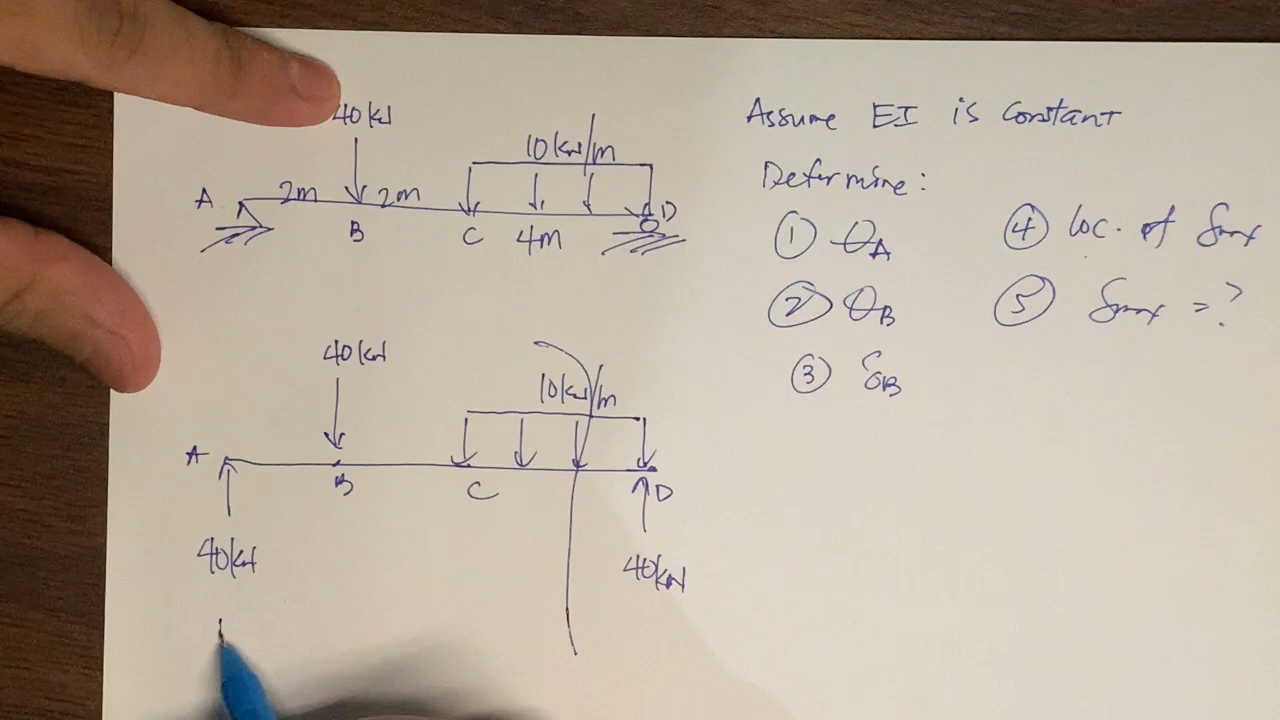 40kN
10kN/m
A 2m 2m D
B C 4m
Assume EI is constant
Determine:
① θA
② θB
③ δB
④ loc. of δmax
⑤ δmax = ?
40kN
10kN/m
A
B C D
40kN 40kN